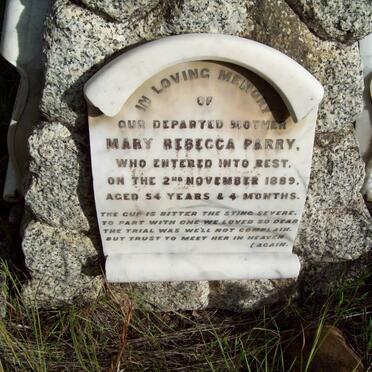 IN LOVING MEMORY
OF
OUR DEPARTED MOTHER
MARY REBECCA PARRY,
WHO ENTERED INTO REST.
ON THE 2ND NOVEMBER 1889,
AGED 54 YEARS & 4 MONTHS.
THE CUP IS BITTER THE STING SEVERE,
TO PART WITH ONE WE LOVED SO DEAR
THE TRIAL WAS WE'LL NOT COMPLAIN.
BUT TRUST TO MEET HER IN HEAVEN
[AGAIN.